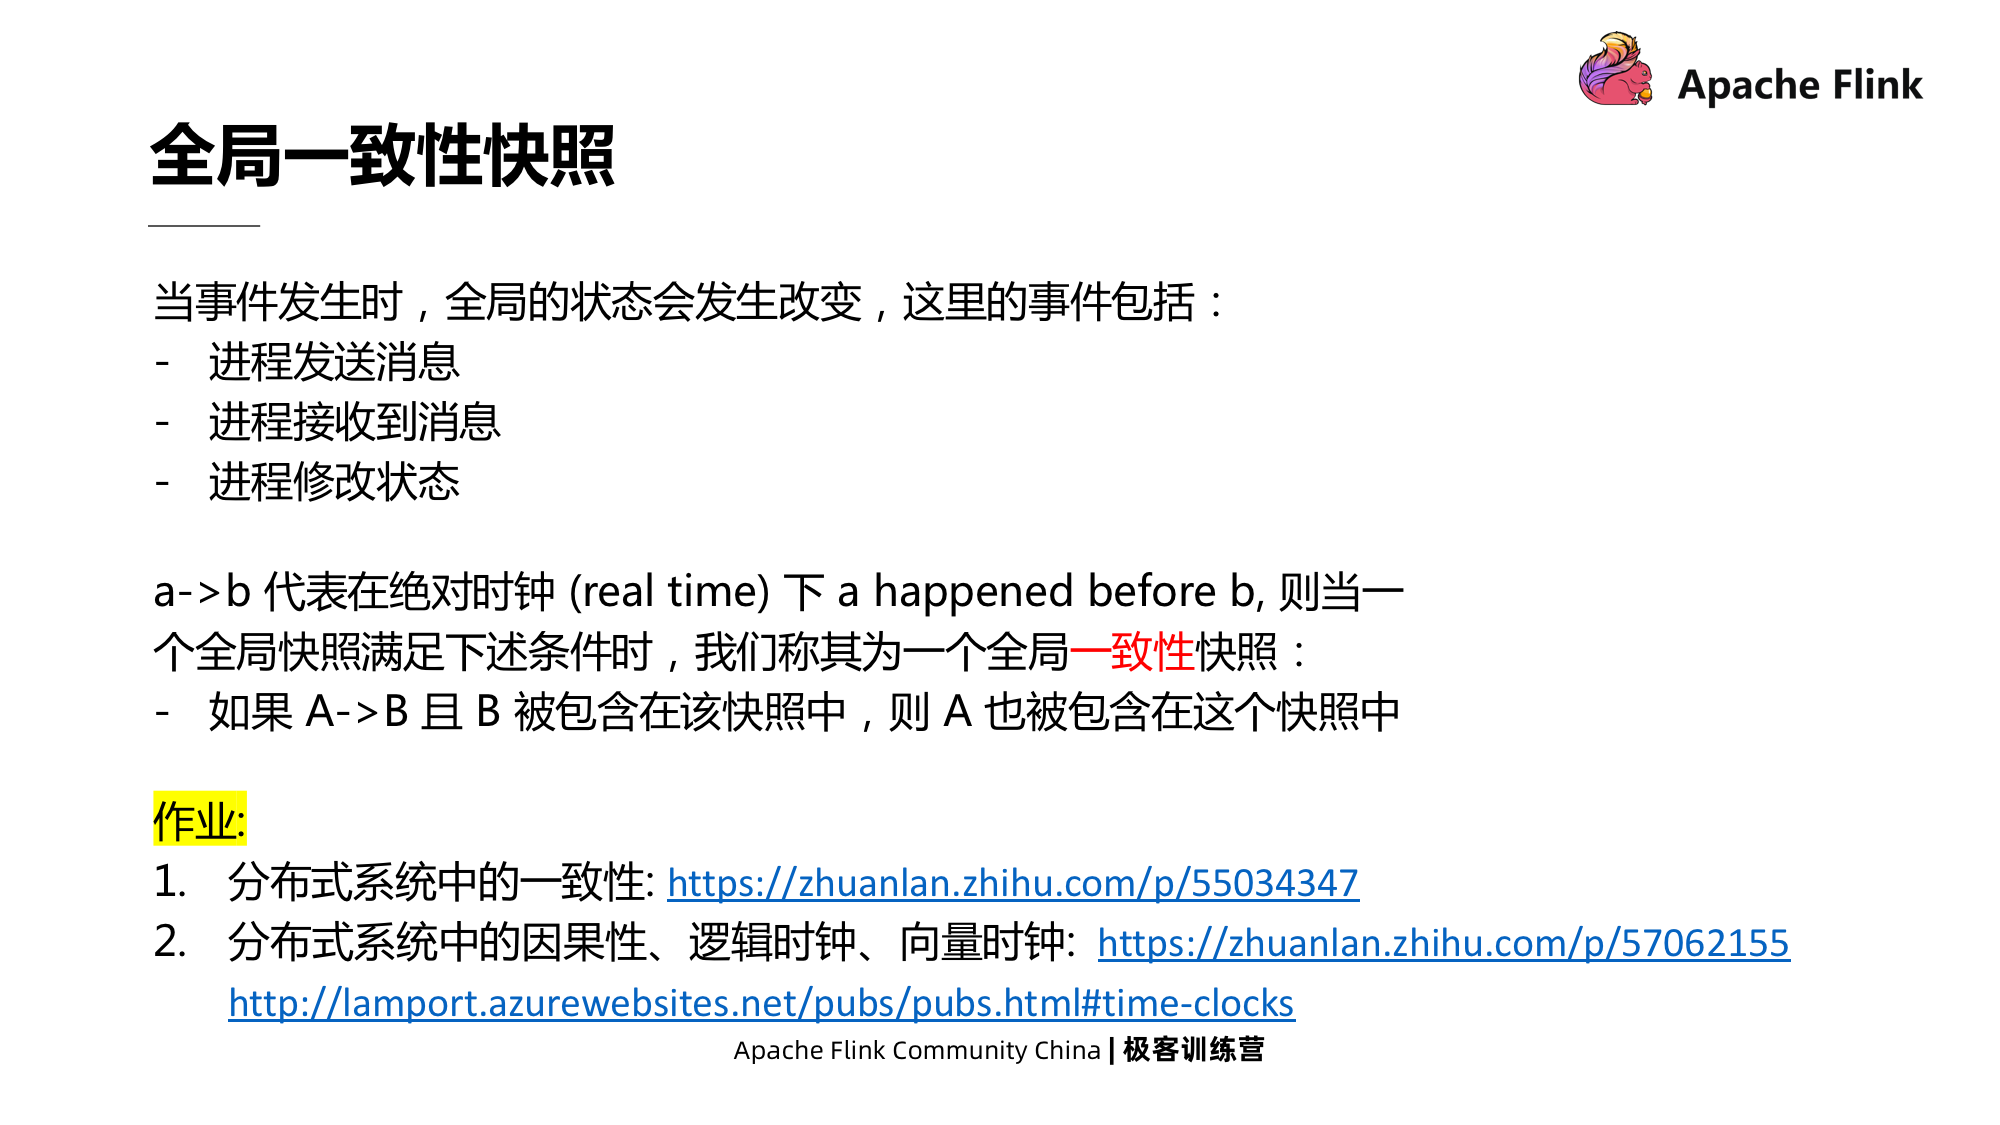 Apache Flink
全局一致性快照
当事件发生时，全局的状态会发生改变，这里的事件包括：
- 进程发送消息
- 进程接收到消息
- 进程修改状态
a->b 代表在绝对时钟 (real time) 下 a happened before b, 则当一
个全局快照满足下述条件时，我们称其为一个全局一致性快照：
- 如果 A->B 且 B 被包含在该快照中，则 A 也被包含在这个快照中
作业:
1. 分布式系统中的一致性: https://zhuanlan.zhihu.com/p/55034347
2. 分布式系统中的因果性、逻辑时钟、向量时钟: https://zhuanlan.zhihu.com/p/57062155
http://lamport.azurewebsites.net/pubs/pubs.html#time-clocks
Apache Flink Community China | 极客训练营